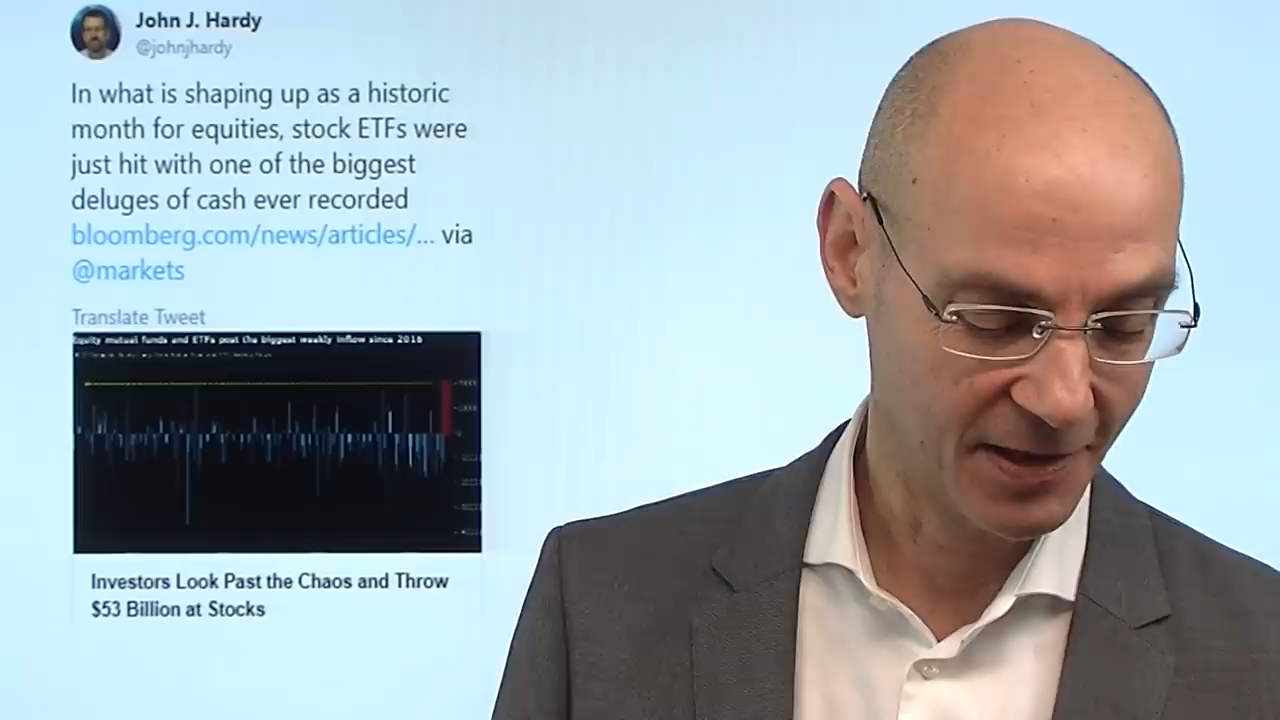 John J. Hardy
@johnjhardy
In what is shaping up as a historic
month for equities, stock ETFs were
just hit with one of the biggest
deluges of cash ever recorded
bloomberg.com/news/articles/... via
@markets
Translate Tweet
Equity mutual funds and ETFs post the biggest weekly inflow since 2016
Investors Look Past the Chaos and Throw
$53 Billion at Stocks